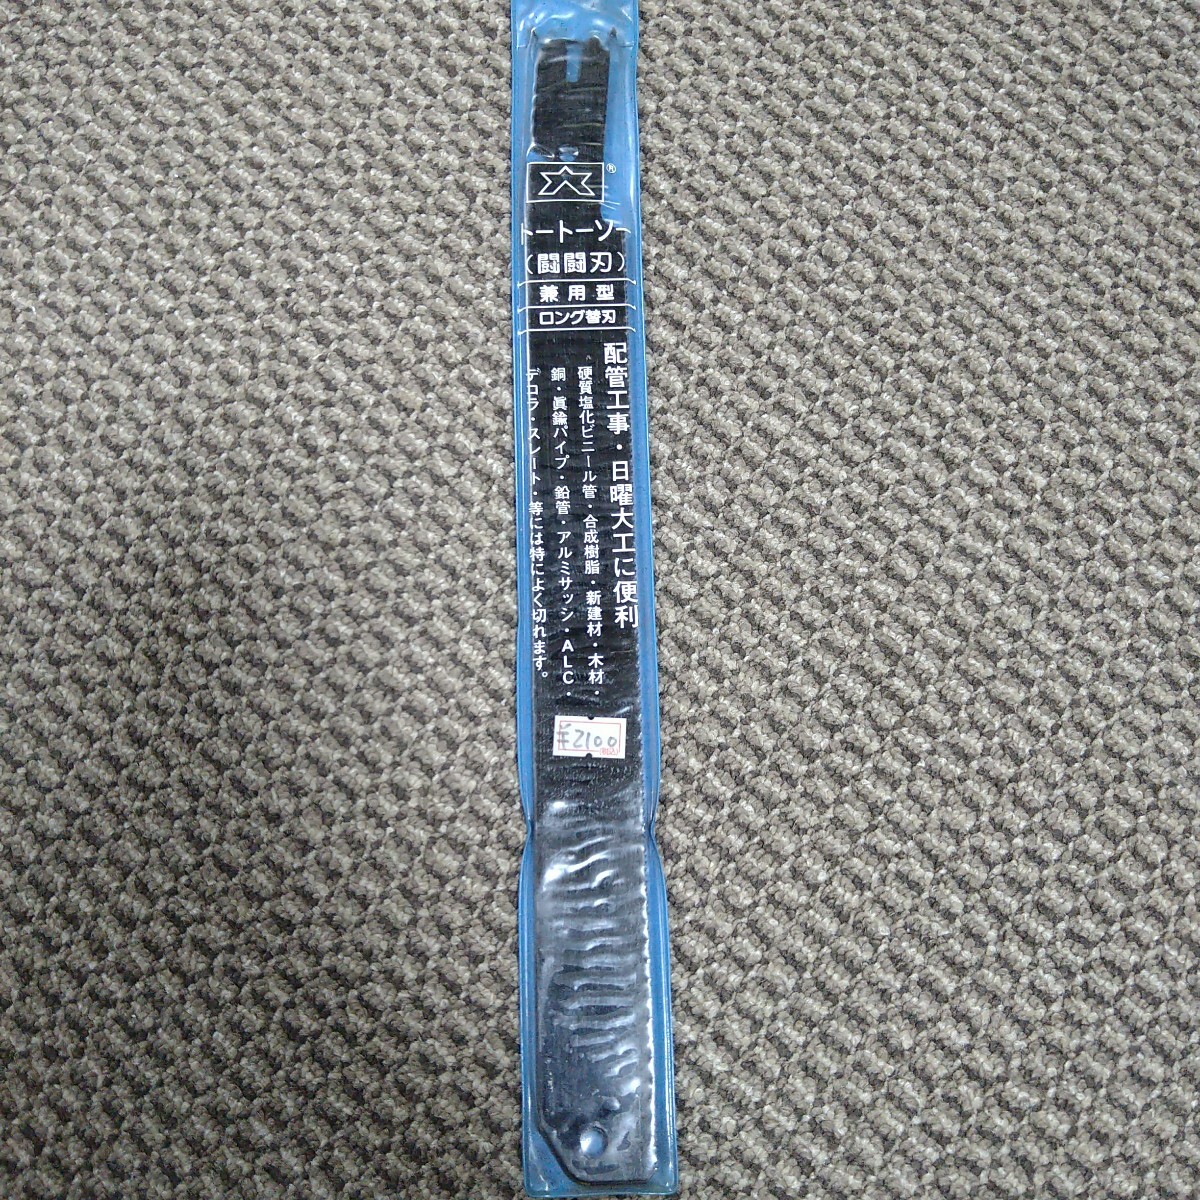 ®
トートーソー
（闘闘刃）
兼用型
ロング替刃
配管工事・日曜大工に便利
硬質塩化ビニール管・合成樹脂・新建材・木材・
銅・眞鍮パイプ・鉛管・アルミサッシ・ALC・
デコラ・スレート・等には特によく切れます。
¥2100
(税込)